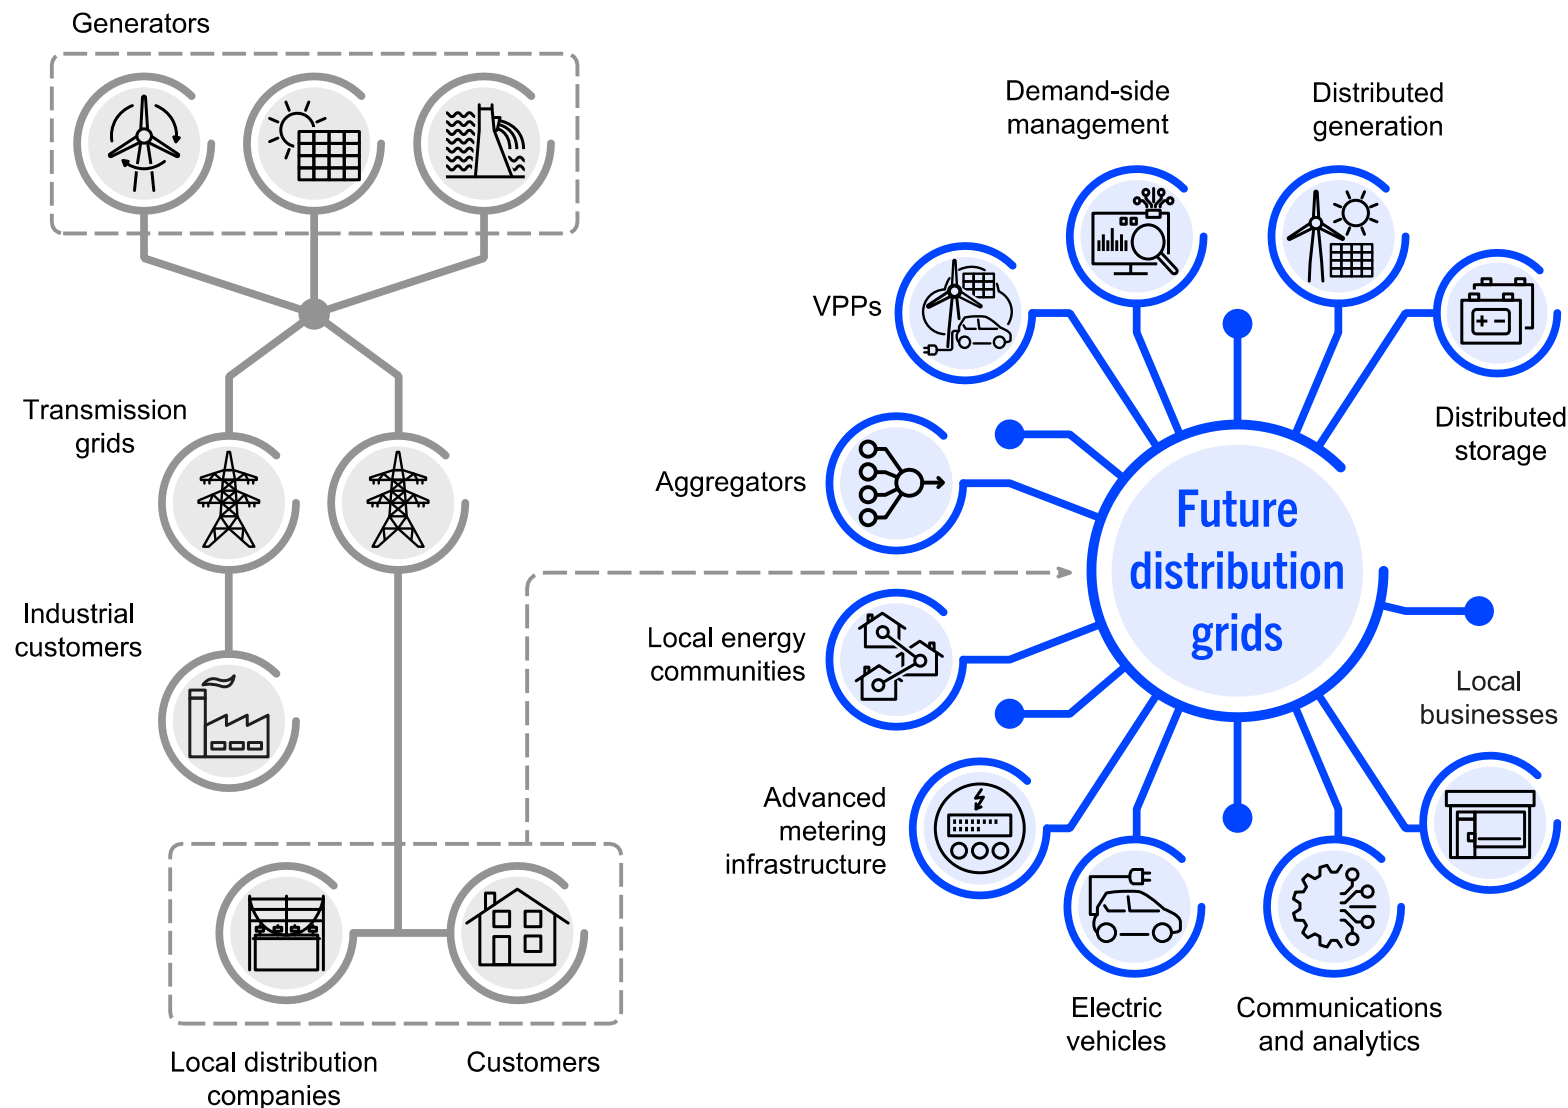 Generators
Transmission
grids
Industrial
customers
Local distribution
companies
Customers
Demand-side
management
Distributed
generation
VPPs
Distributed
storage
Aggregators
Future
distribution
grids
Local energy
communities
Local
businesses
Advanced
metering
infrastructure
Electric
vehicles
Communications
and analytics